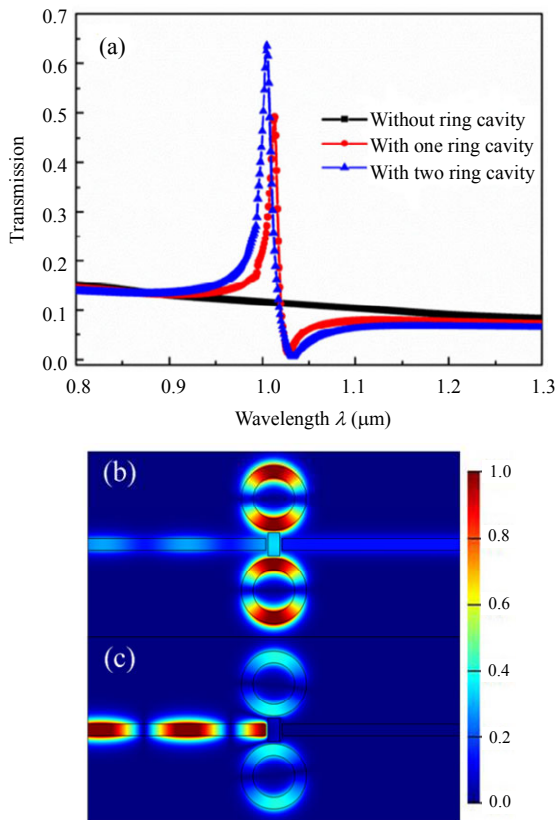 0.7
(a)
0.6
0.5
Without ring cavity
0.4
With one ring cavity
With two ring cavity
Transmission
0.3
0.2
0.1
0.0
0.8 0.9 1.0 1.1 1.2 1.3
Wavelength λ (μm)
(b)
1.0
0.8
0.6
(c)
0.4
0.2
0.0